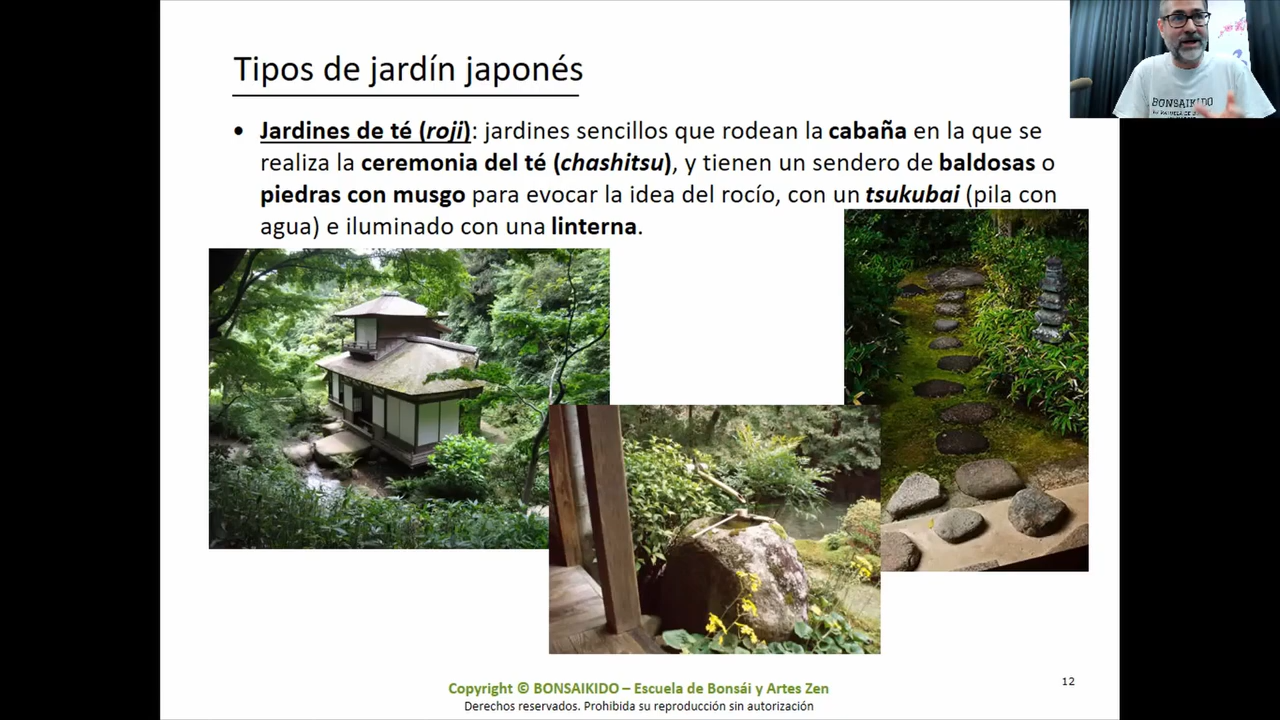 Tipos de jardín japonés
• Jardines de té (roji): jardines sencillos que rodean la cabaña en la que se
realiza la ceremonia del té (chashitsu), y tienen un sendero de baldosas o
piedras con musgo para evocar la idea del rocío, con un tsukubai (pila con
agua) e iluminado con una linterna.
BONSAIKIDO
Copyright © BONSAIKIDO – Escuela de Bonsái y Artes Zen
Derechos reservados. Prohibida su reproducción sin autorización
12